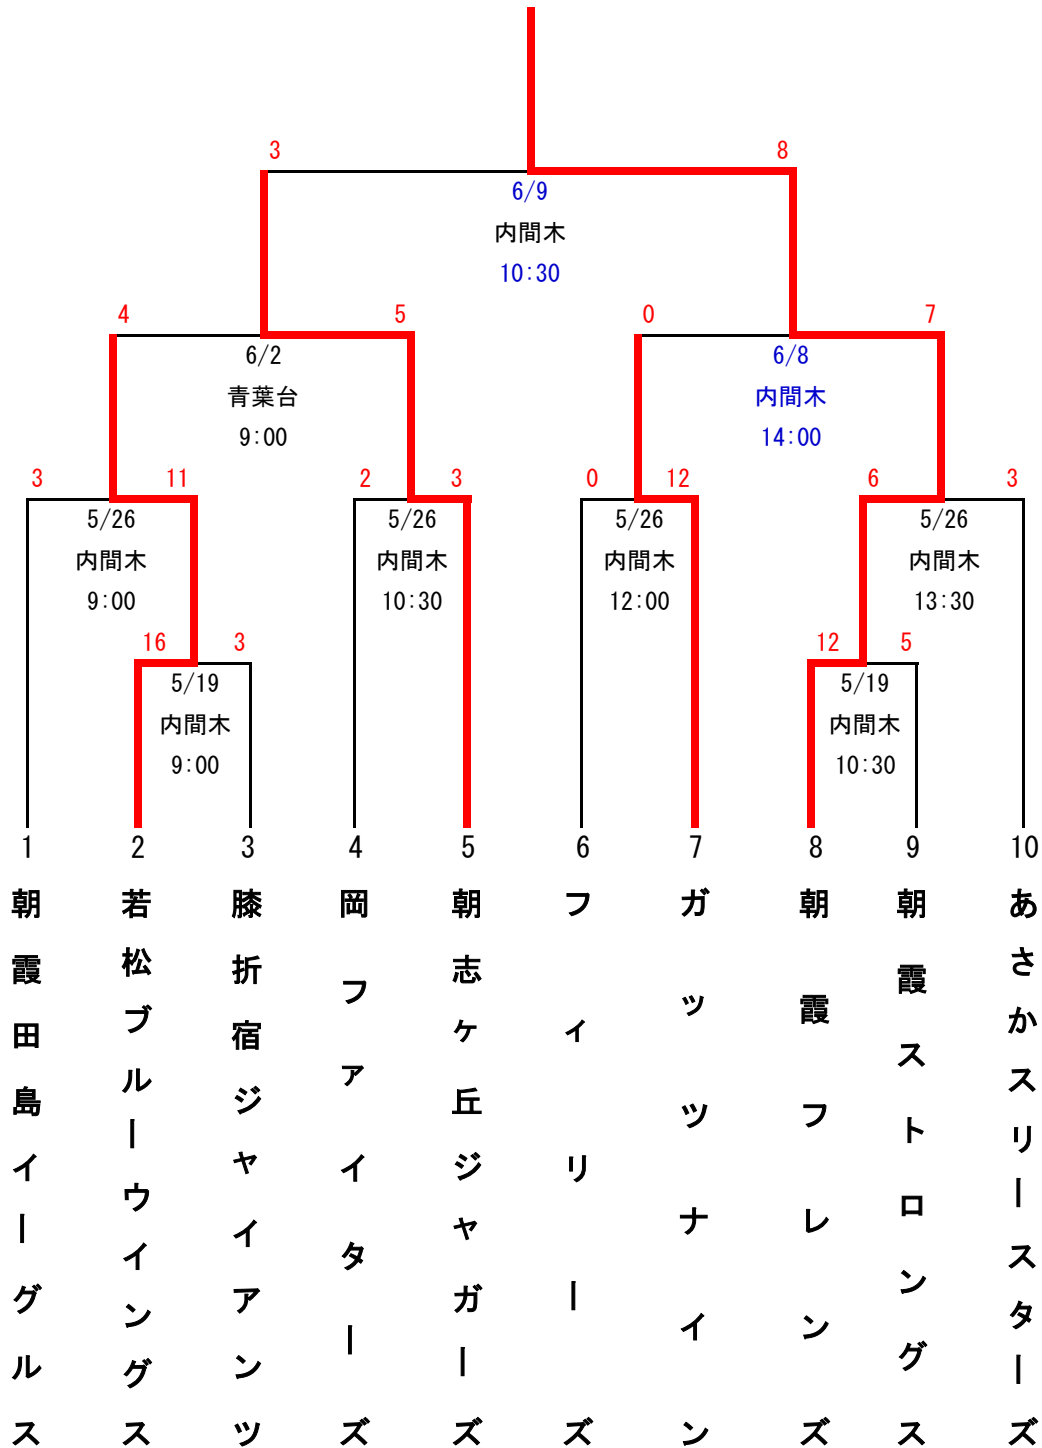 3 8
6/9
内間木
10:30
4 5 0 7
6/2 6/8
青葉台 内間木
9:00 14:00
3 11 2 3 0 12 6 3
5/26 5/26 5/26 5/26
内間木 内間木 内間木 内間木
9:00 10:30 12:00 13:30
16 3 12 5
5/19 5/19
内間木 内間木
9:00 10:30
1 2 3 4 5 6 7 8 9 10
朝霞田島イーグルス
若松ブルーウイングス
膝折宿ジャイアンツ
岡ファイターズ
朝志ヶ丘ジャガーズ
フィリーズ
ガッツナイン
朝霞フレンズ
朝霞ストロングス
あさかスリースターズ